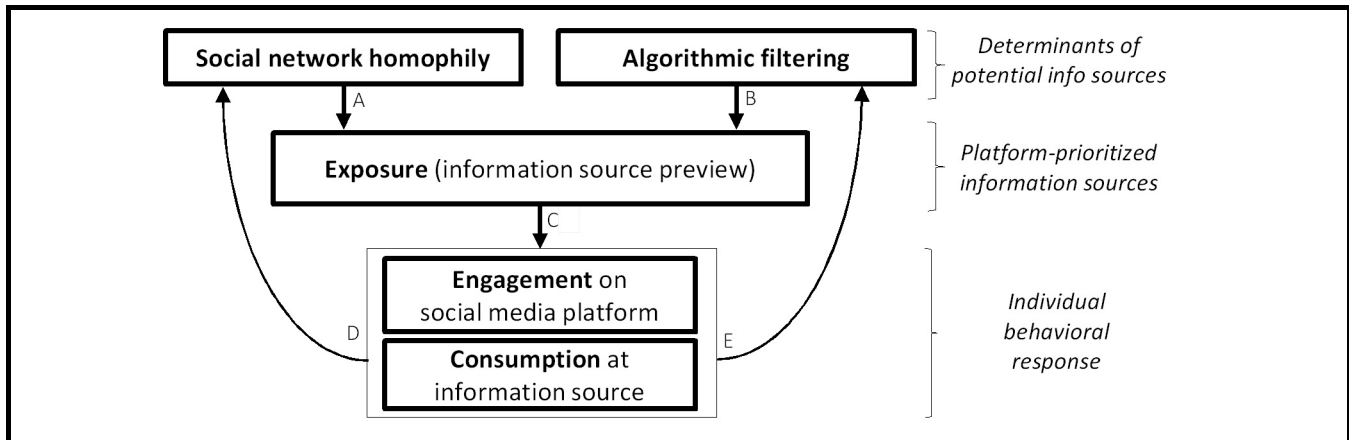 Social network homophily
Algorithmic filtering
Determinants of
potential info sources
A
B
Exposure (information source preview)
Platform-prioritized
information sources
C
Engagement on
social media platform
Individual
behavioral
response
D
E
Consumption at
information source